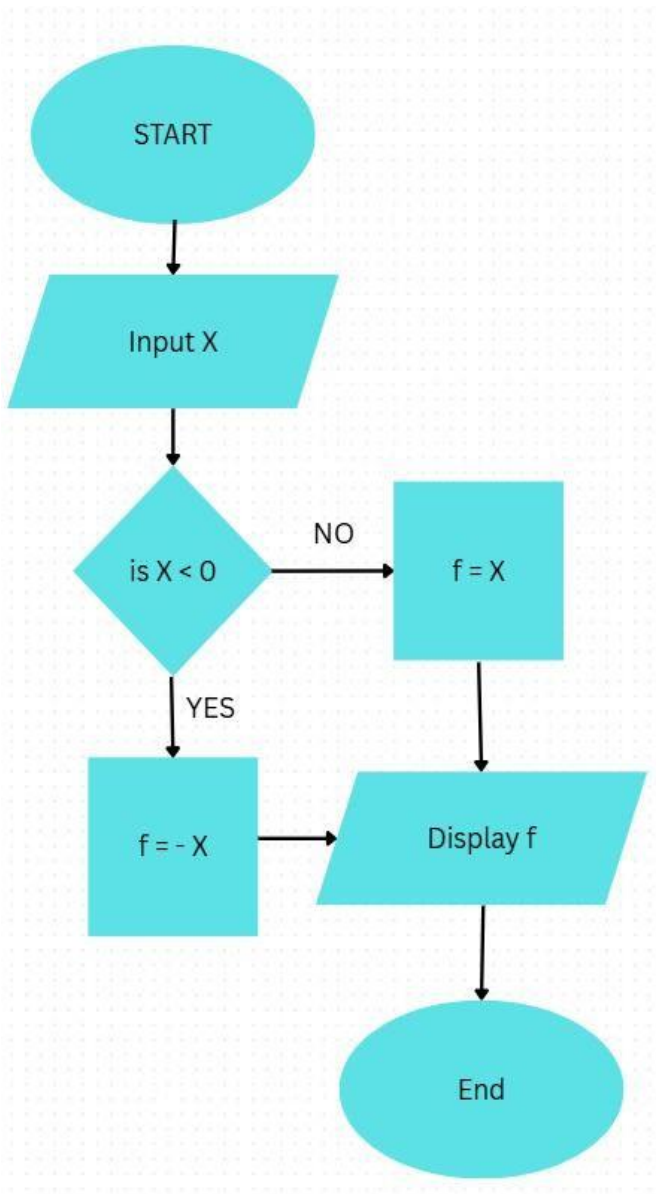 START
Input X
is X < 0
NO
f = X
YES
f = - X
Display f
End